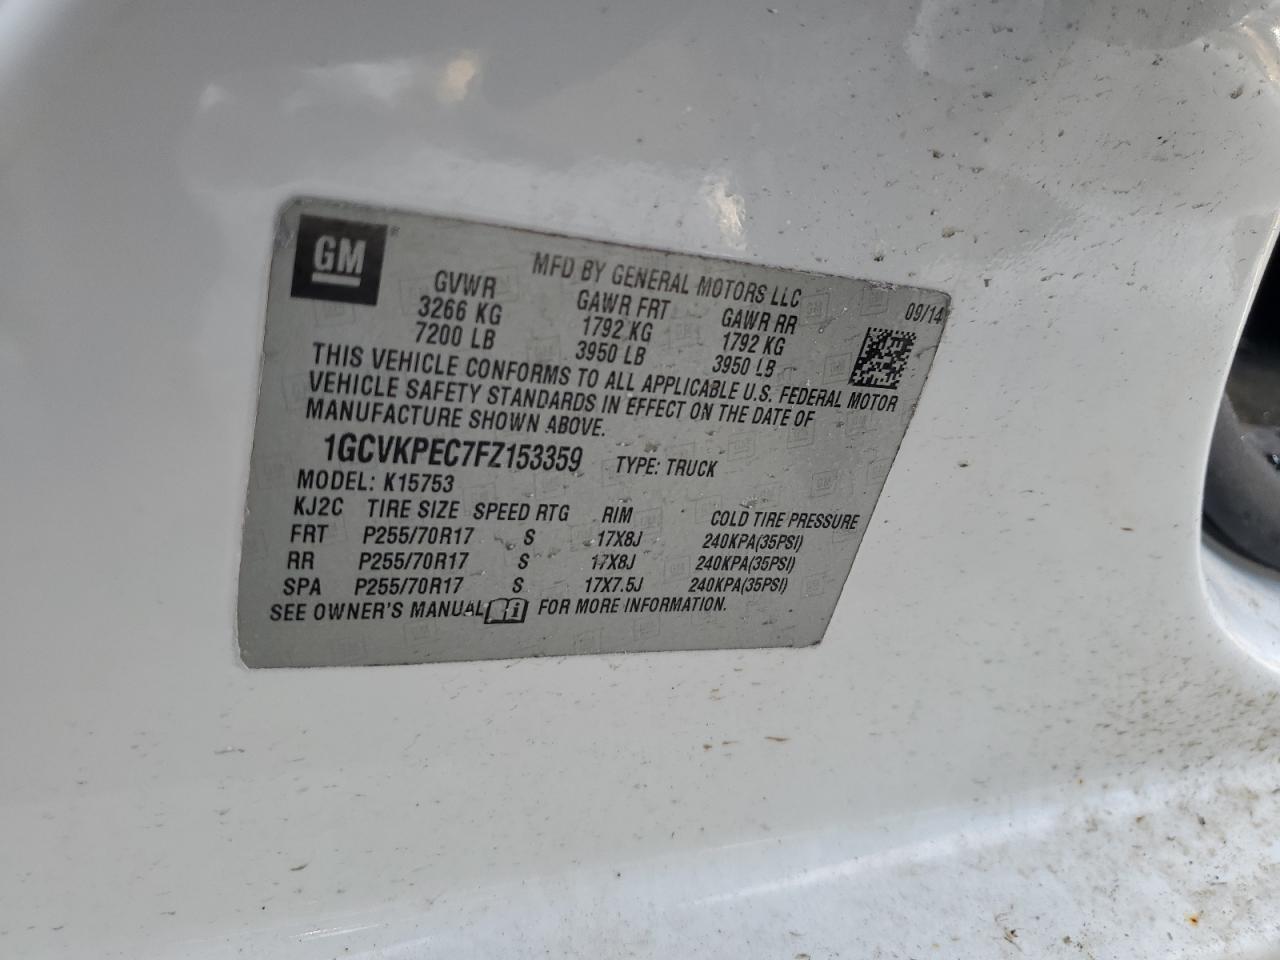 GM
MFD BY GENERAL MOTORS LLC 09/14
GVWR GAWR FRT GAWR RR
3266 KG 1792 KG 1792 KG
7200 LB 3950 LB 3950 LB
THIS VEHICLE CONFORMS TO ALL APPLICABLE U.S. FEDERAL MOTOR
VEHICLE SAFETY STANDARDS IN EFFECT ON THE DATE OF
MANUFACTURE SHOWN ABOVE.
1GCVKPEC7FZ153359 TYPE: TRUCK
MODEL: K15753
KJ2C TIRE SIZE SPEED RTG RIM COLD TIRE PRESSURE
FRT P255/70R17 S 17X8J 240KPA(35PSI)
RR P255/70R17 S 17X8J 240KPA(35PSI)
SPA P255/70R17 S 17X7.5J 240KPA(35PSI)
SEE OWNER'S MANUAL FOR MORE INFORMATION.